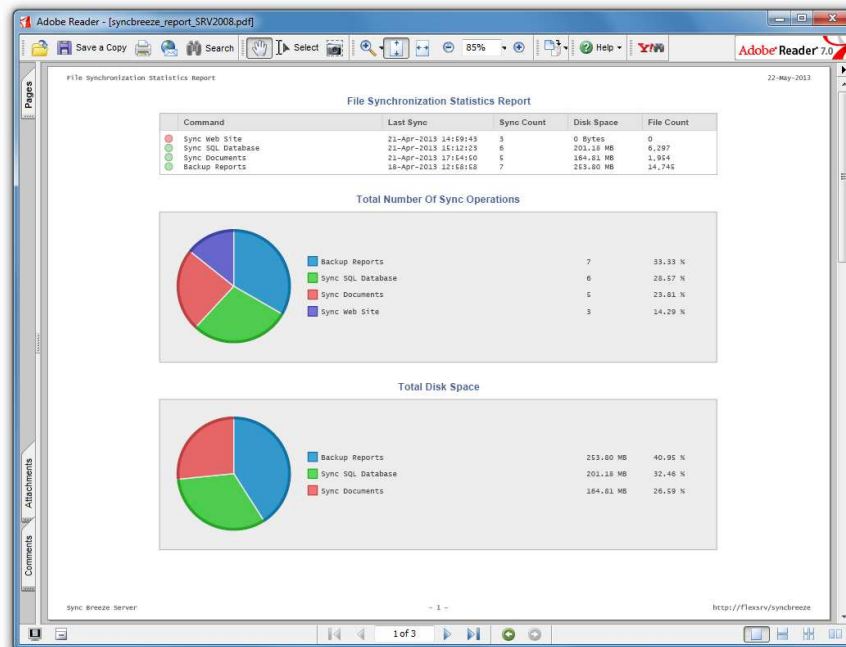 Adobe Reader - [syncbreeze_report_SRV2008.pdf]
Save a Copy Search Select 85% Help Y! Adobe Reader 7.0
Pages
File Synchronization Statistics Report 22-May-2013
File Synchronization Statistics Report
Command Last Sync Sync Count Disk Space File Count
Sync Web Site 21-Apr-2013 14:59:43 3 0 Bytes 0
Sync SQL Database 21-Apr-2013 15:12:23 6 201.18 MB 6,297
Sync Documents 21-Apr-2013 17:54:50 5 164.81 MB 1,954
Backup Reports 18-Apr-2013 12:58:58 7 253.80 MB 14,745
Total Number Of Sync Operations
Backup Reports 7 33.33 %
Sync SQL Database 6 28.57 %
Sync Documents 5 23.81 %
Sync Web Site 3 14.29 %
Total Disk Space
Backup Reports 253.80 MB 40.95 %
Sync SQL Database 201.18 MB 32.46 %
Sync Documents 164.81 MB 26.59 %
Attachments
Comments
Sync Breeze Server - 1 - http://flexsrv/syncbreeze
1 of 3